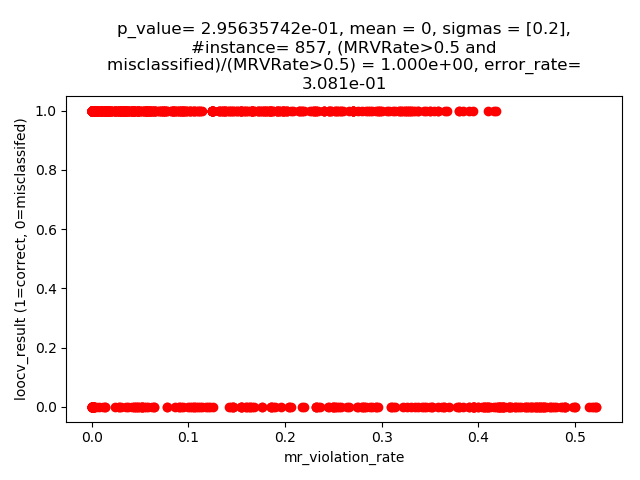 p_value= 2.95635742e-01, mean = 0, sigmas = [0.2],
#instance= 857, (MRVRate>0.5 and
misclassified)/(MRVRate>0.5) = 1.000e+00, error_rate=
3.081e-01
1.0
0.8
0.6
0.4
0.2
0.0
loocv_result (1=correct, 0=misclassifed)
0.0 0.1 0.2 0.3 0.4 0.5
mr_violation_rate